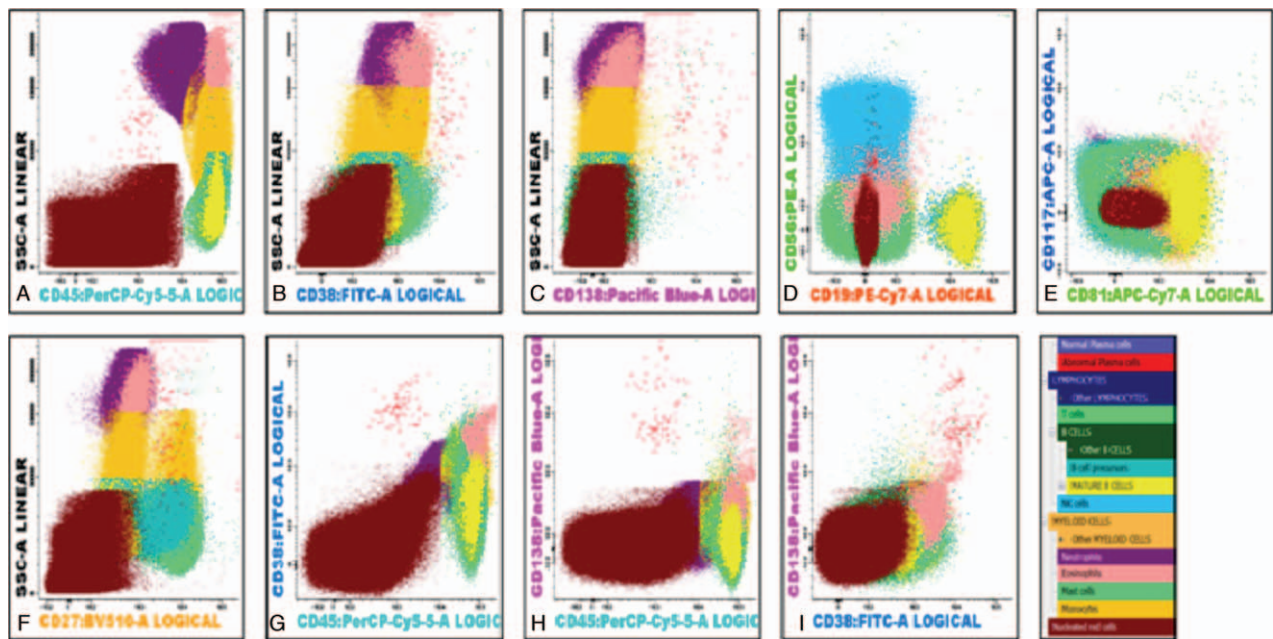 SSC-A LINEAR
A
CD45:PerCP-Cy5-5-A LOGIC
SSC-A LINEAR
B
CD38:FITC-A LOGICAL
SSC-A LINEAR
C
CD138:Pacific Blue-A LOGI
CD56:PE-A LOGICAL
D
CD19:PE-Cy7-A LOGICAL
CD117:APC-A LOGICAL
E
CD81:APC-Cy7-A LOGICAL
SSC-A LINEAR
F
CD27:BV510-A LOGICAL
CD38:FITC-A LOGICAL
G
CD45:PerCP-Cy5-5-A LOGIC
CD138:Pacific Blue-A LOGI
H
CD45:PerCP-Cy5-5-A LOGIC
CD138:Pacific Blue-A LOGI
I
CD38:FITC-A LOGICAL
Normal Plasma cells
Abnormal Plasma cells
LYMPHOCYTES
- Other LYMPHOCYTES
T cells
B CELLS
- Other B CELLS
B cell precursors
MATURE B CELLS
NK cells
MYELOID CELLS
+ Other MYELOID CELLS
Neutrophils
Eosinophils
Mast cells
Monocytes
Nucleated red cells